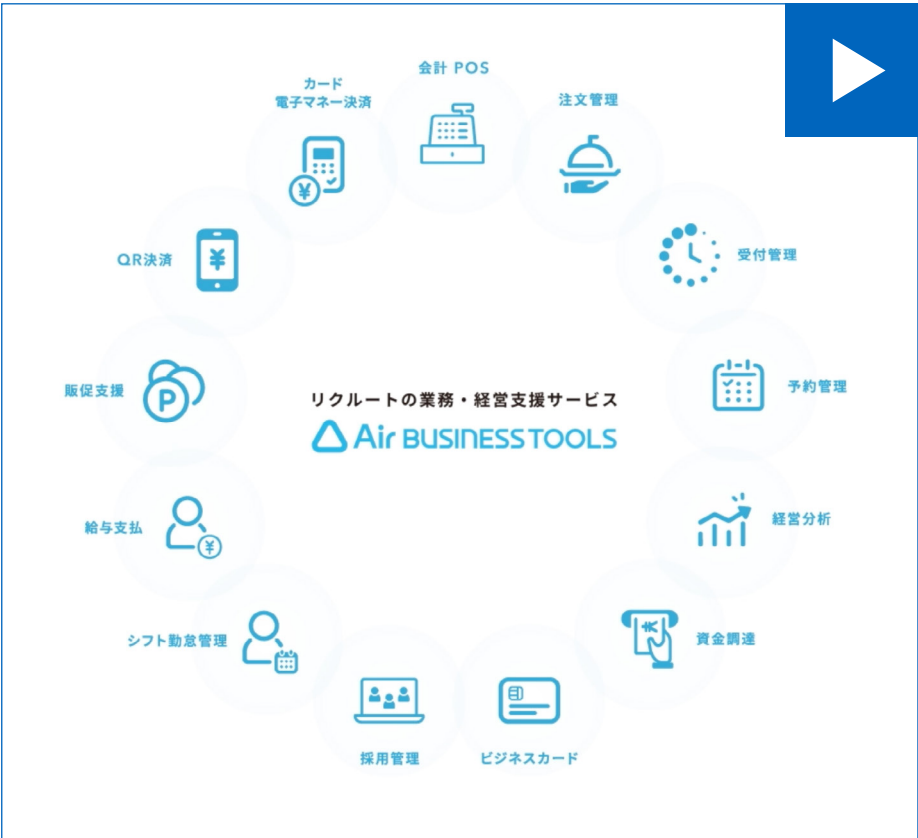 会計 POS
カード
電子マネー決済
注文管理
QR決済
受付管理
販促支援
予約管理
リクルートの業務・経営支援サービス
Air BUSINESS TOOLS
給与支払
経営分析
シフト勤怠管理
資金調達
採用管理
ビジネスカード